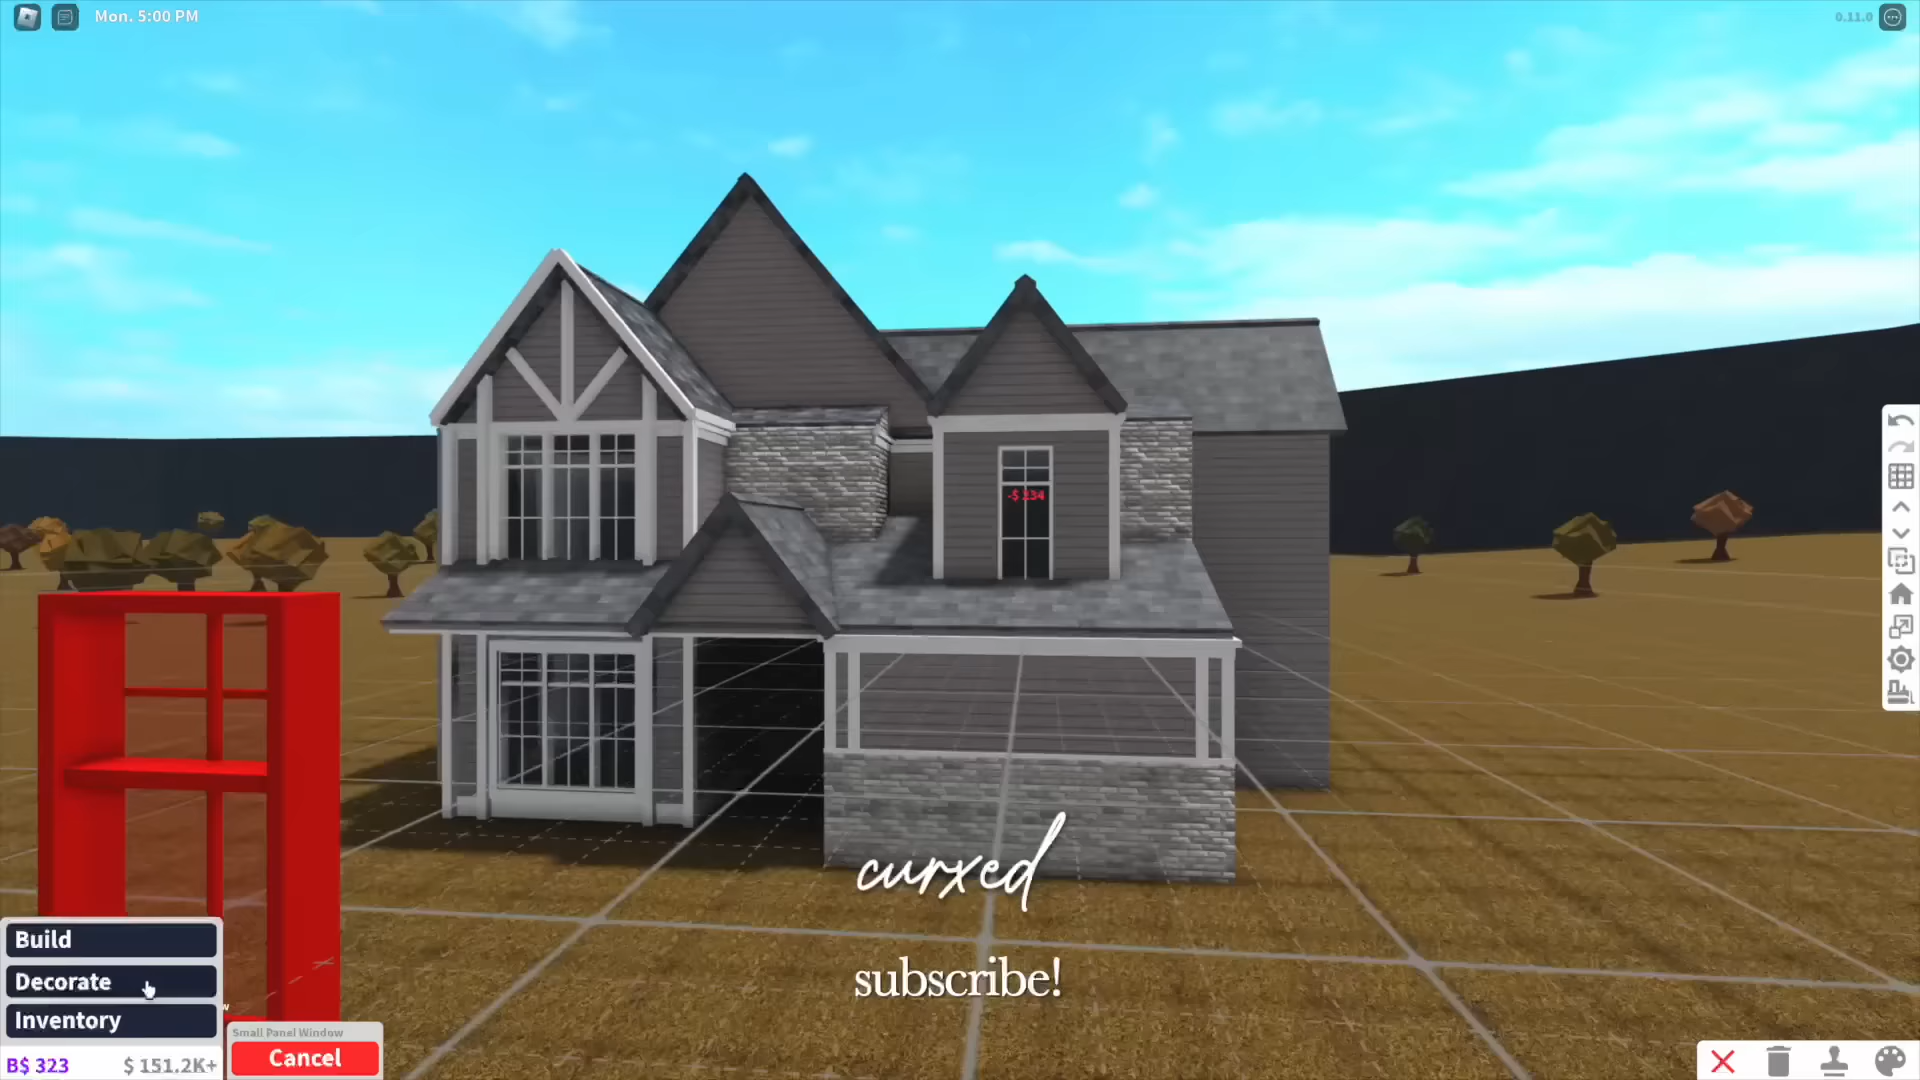 Mon. 5:00 PM
0.11.0
-$ 234
curxed
subscribe!
Build
Decorate
Inventory
Small Panel Window
Cancel
B$ 323
$ 151.2K+